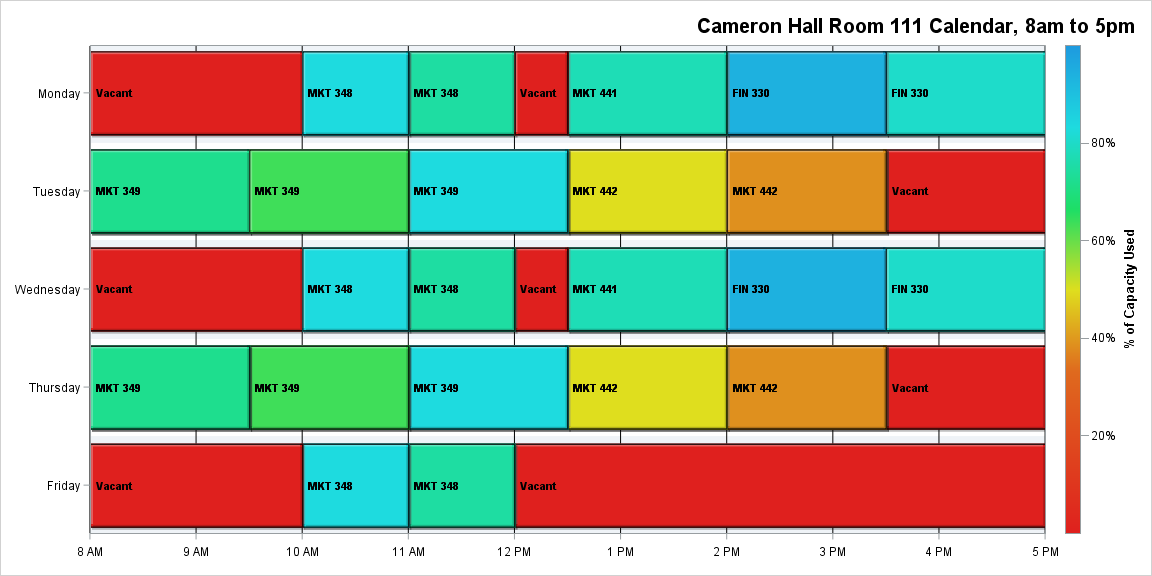 Cameron Hall Room 111 Calendar, 8am to 5pm
Monday
Vacant
MKT 348
MKT 348
Vacant
MKT 441
FIN 330
FIN 330
Tuesday
MKT 349
MKT 349
MKT 349
MKT 442
MKT 442
Vacant
Wednesday
Vacant
MKT 348
MKT 348
Vacant
MKT 441
FIN 330
FIN 330
Thursday
MKT 349
MKT 349
MKT 349
MKT 442
MKT 442
Vacant
Friday
Vacant
MKT 348
MKT 348
Vacant
8 AM
9 AM
10 AM
11 AM
12 PM
1 PM
2 PM
3 PM
4 PM
5 PM
80%
60%
40%
20%
% of Capacity Used